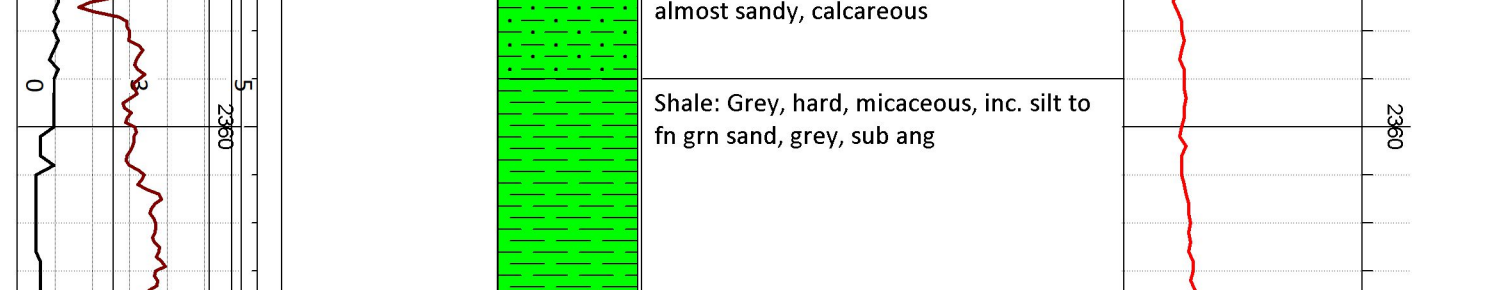 almost sandy, calcareous
0
3
5
2360
Shale: Grey, hard, micaceous, inc. silt to
fn grn sand, grey, sub ang
2360